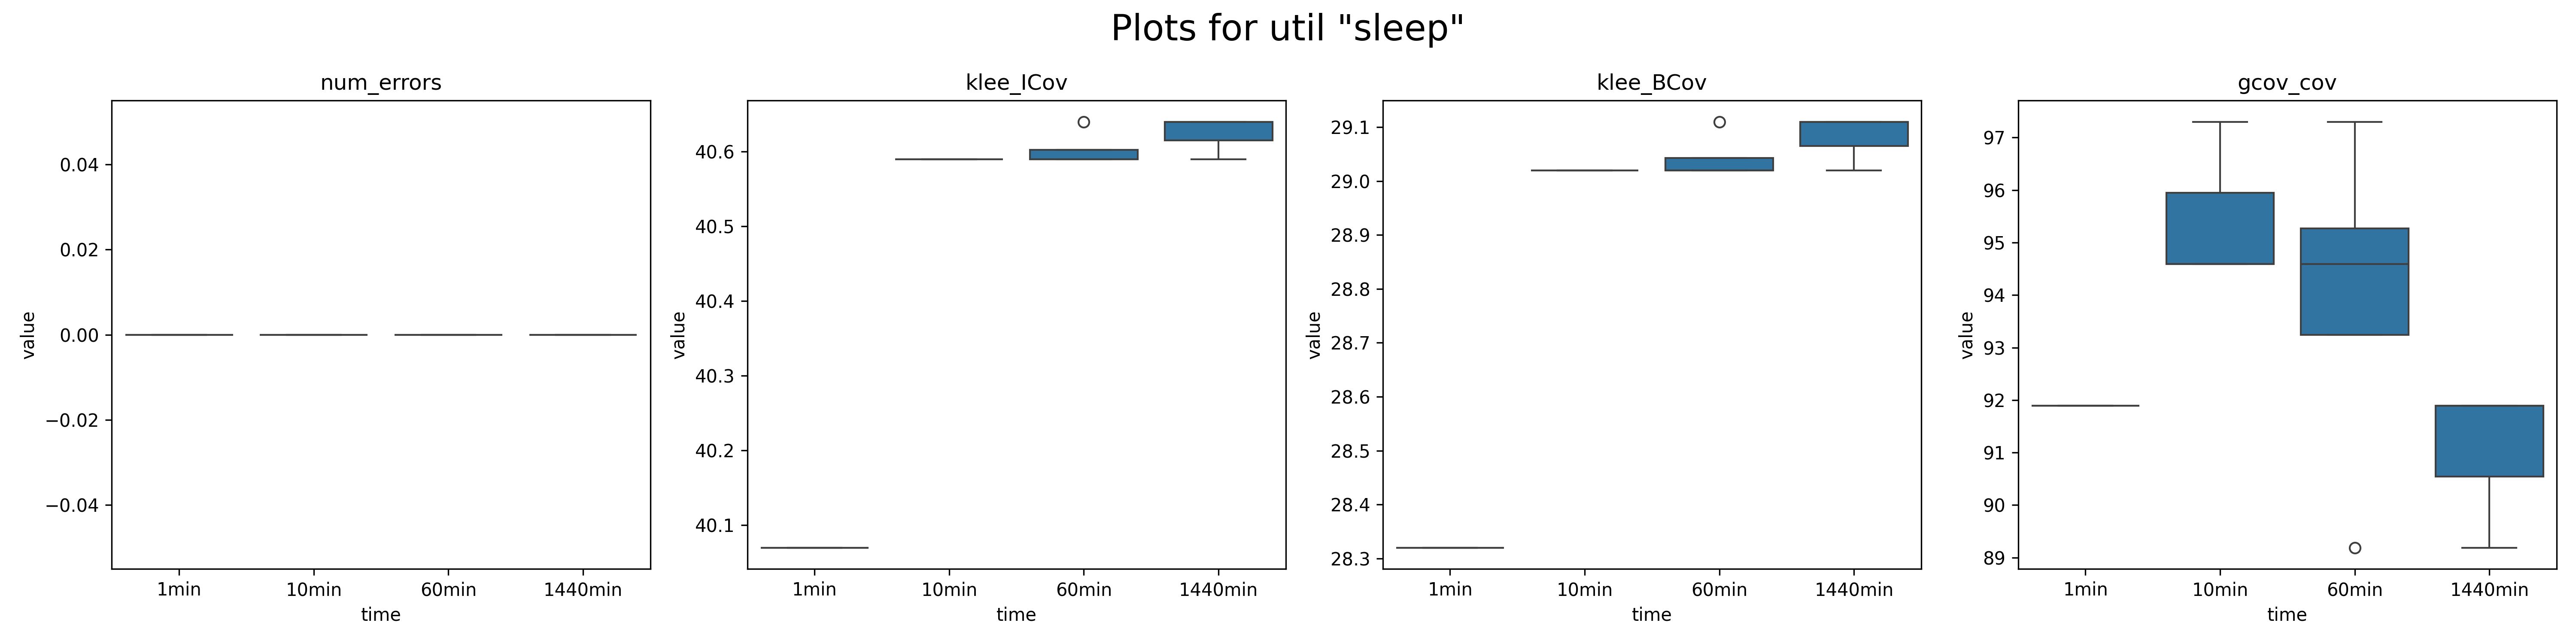 Plots for util "sleep"
num_errors
value
0.04
0.02
0.00
−0.02
−0.04
1min 10min 60min 1440min
time
klee_ICov
value
40.6
40.5
40.4
40.3
40.2
40.1
1min 10min 60min 1440min
time
klee_BCov
value
29.1
29.0
28.9
28.8
28.7
28.6
28.5
28.4
28.3
1min 10min 60min 1440min
time
gcov_cov
value
97
96
95
94
93
92
91
90
89
1min 10min 60min 1440min
time